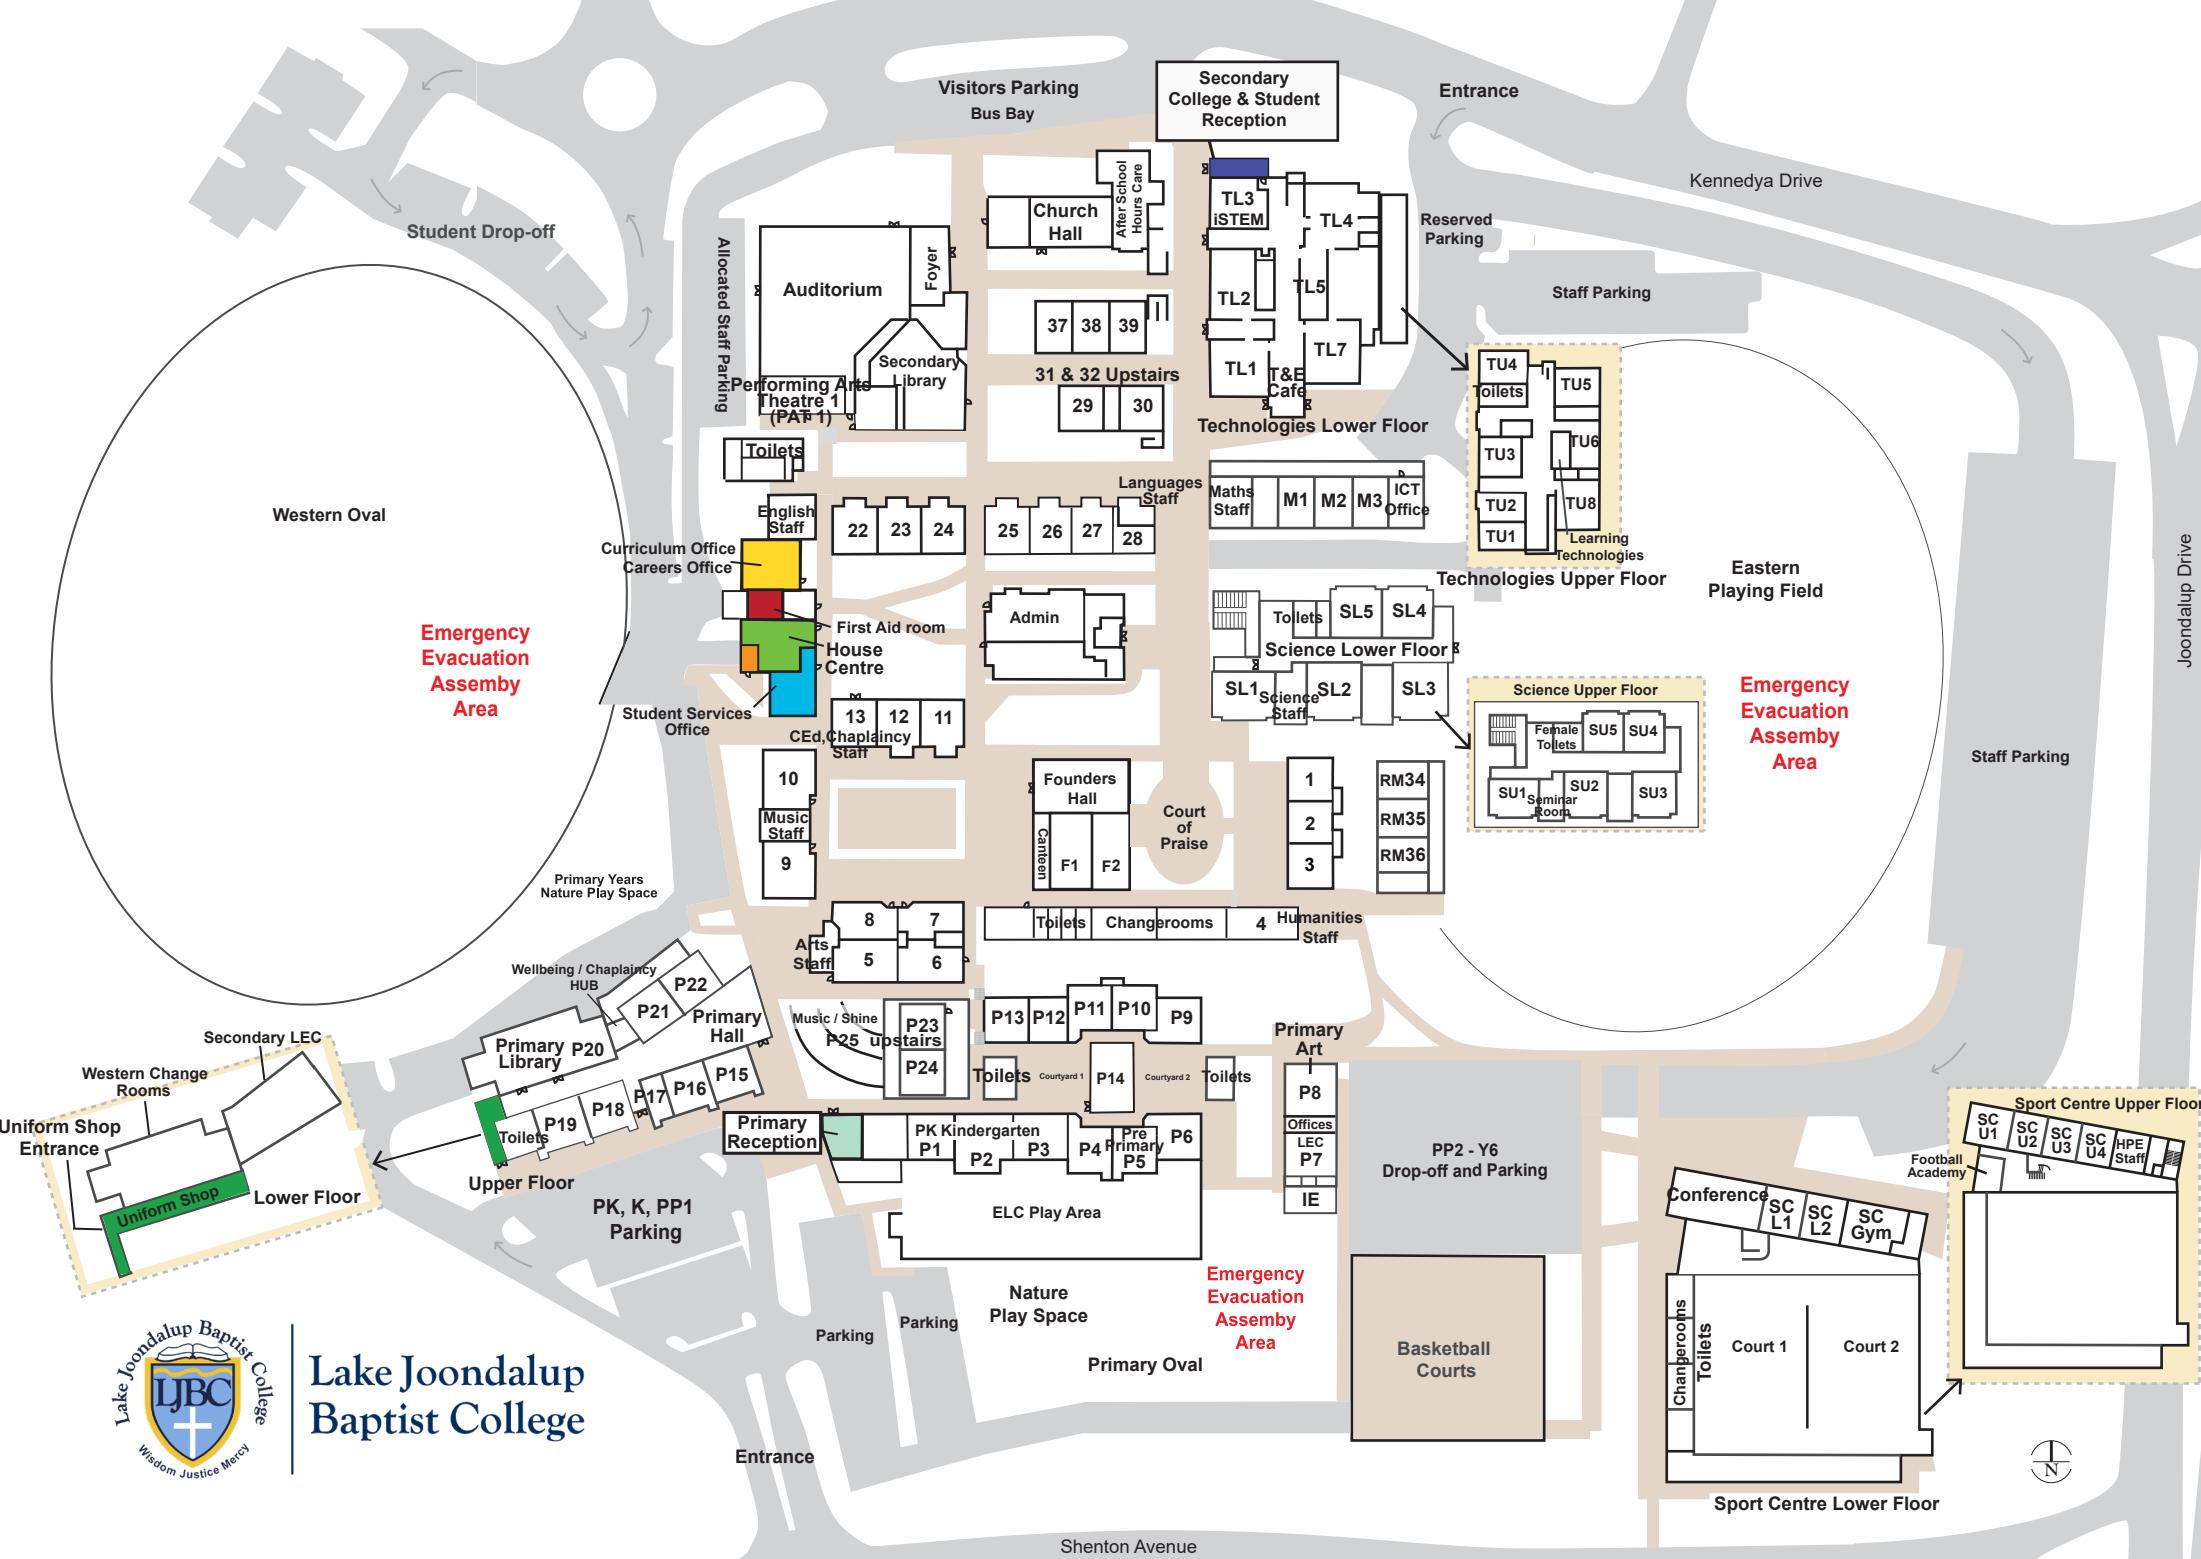 Secondary
College & Student
Reception
Visitors Parking
Bus Bay
Entrance
Kennedya Drive
Student Drop-off
Allocated Staff Parking
Auditorium
Foyer
Secondary
Library
Performing Arts
Theatre 1
(PAT 1)
Church
Hall
After School
Hours Care
TL3
iSTEM
TL4
TL2
TL5
TL1
TL7
T&E
Cafe
Technologies Lower Floor
Reserved
Parking
Staff Parking
37
38
39
31 & 32 Upstairs
29
30
TU4
Toilets
TU5
TU6
TU3
TU2
TU8
TU1
Learning
Technologies
Technologies Upper Floor
Toilets
English
Staff
22
23
24
25
26
27
28
Languages
Staff
Maths
Staff
M1
M2
M3
ICT
Office
Western Oval
Curriculum Office
Careers Office
First Aid room
House
Centre
Student Services
Office
Emergency
Evacuation
Assemby
Area
Admin
Toilets
SL5
SL4
Science Lower Floor
SL1
Science
Staff
SL2
SL3
Eastern
Playing Field
Emergency
Evacuation
Assemby
Area
Joondalup Drive
Science Upper Floor
Female
Toilets
SU5
SU4
SU1
Seminar
Room
SU2
SU3
Staff Parking
13
12
11
CEd,Chaplaincy
Staff
10
Music
Staff
9
Founders
Hall
Canteen
F1
F2
Court
of
Praise
1
2
3
RM34
RM35
RM36
Primary Years
Nature Play Space
8
7
5
6
Arts
Staff
Toilets
Changerooms
4
Humanities
Staff
Wellbeing / Chaplaincy
HUB
P22
P21
Primary
Hall
Primary
Library
P20
P15
P16
P17
P18
P19
Toilets
Upper Floor
Music / Shine
P23
P25 upstairs
P24
P13
P12
P11
P10
P9
Toilets
Courtyard 1
P14
Courtyard 2
Toilets
Primary
Art
P8
Offices
LEC
P7
IE
Secondary LEC
Western Change
Rooms
Uniform Shop
Entrance
Uniform Shop
Lower Floor
Primary
Reception
PK Kindergarten
P1
P2
P3
P4
Pre
Primary
P5
P6
ELC Play Area
PK, K, PP1
Parking
PP2 - Y6
Drop-off and Parking
Sport Centre Upper Floor
SC
U1
SC
U2
SC
U3
SC
U4
HPE
Staff
Football
Academy
Conference
SC
L1
SC
L2
SC
Gym
Changerooms
Toilets
Court 1
Court 2
Sport Centre Lower Floor
Nature
Play Space
Emergency
Evacuation
Assemby
Area
Primary Oval
Basketball
Courts
Parking
Parking
Entrance
Shenton Avenue
N
Lake Joondalup Baptist College
LJBC
Wisdom Justice Mercy
Lake Joondalup
Baptist College